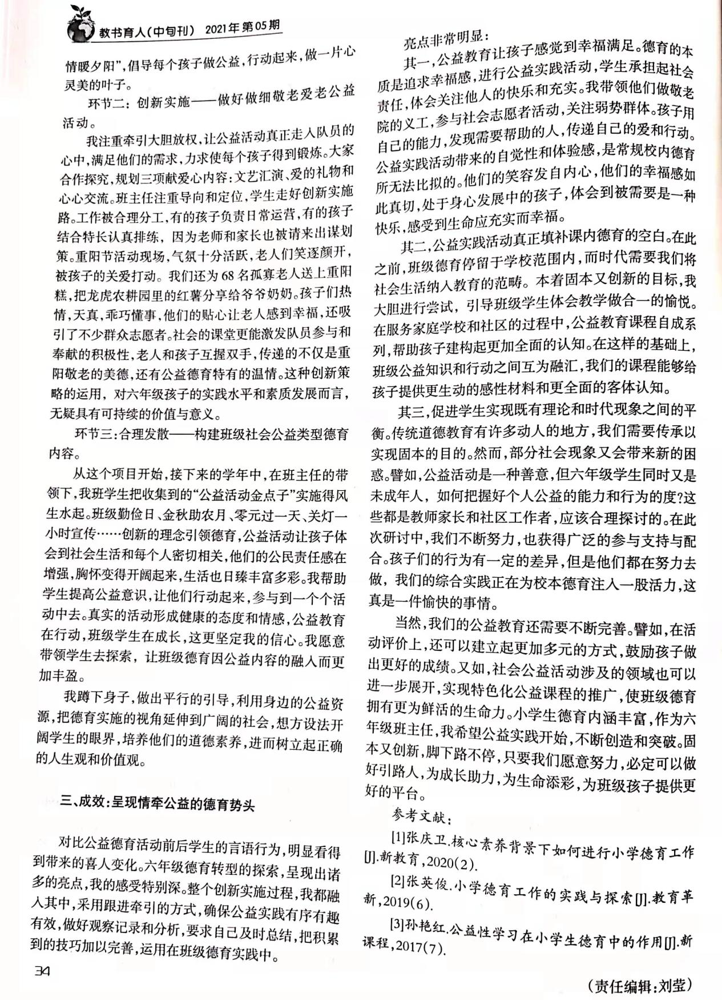 教书育人(中旬刊) 2021年第05期
情暖夕阳”,倡导每个孩子做公益,行动起来,做一片心
灵美的叶子。
环节二：创新实施——做好做细敬老爱老公益
活动。
我注重牵引大胆放权,让公益活动真正走入队员的
心中,满足他们的需求,力求使每个孩子得到锻炼。大家
合作探究,规划三项献爱心内容:文艺汇演、爱的礼物和
心心交流。班主任注重导向和定位,学生走好创新实施
路。工作被合理分工,有的孩子负责日常运营,有的孩子
结合特长认真排练，因为老师和家长也被请来出谋划
策。重阳节活动现场,气氛十分活跃,老人们笑逐颜开,
被孩子的关爱打动。我们还为68名孤寡老人送上重阳
糕,把龙虎农耕园里的红薯分享给爷爷奶奶。孩子们热
情,天真,乖巧懂事,他们的贴心让老人感到幸福,还吸
引了不少群众志愿者。社会的课堂更能激发队员参与和
奉献的积极性,老人和孩子互握双手,传递的不仅是重
阳敬老的美德,还有公益德育特有的温情。这种创新策
略的运用，对六年级孩子的实践水平和素质发展而言,
无疑具有可持续的价值与意义。
环节三:合理发散——构建班级社会公益类型德育
内容。
从这个项目开始,接下来的学年中,在班主任的带
领下,我班学生把收集到的“公益活动金点子”实施得风
生水起。班级勤俭日、金秋助农月、零元过一天、关灯一
小时宣传……创新的理念引领德育,公益活动让孩子体
会到社会生活和每个人密切相关,他们的公民责任感在
增强,胸怀变得开阔起来,生活也日臻丰富多彩。我帮助
学生提高公益意识,让他们行动起来,参与到一个个活
动中去。真实的活动形成健康的态度和情感,公益教育
在行动,班级学生在成长,这更坚定我的信心。我愿意
带领学生去探索，让班级德育因公益内容的融入而更
加丰盈。
我蹲下身子,做出平行的引导,利用身边的公益资
源,把德育实施的视角延伸到广阔的社会,想方设法开
阔学生的眼界,培养他们的道德素养,进而树立起正确
的人生观和价值观。
三、成效:呈现情牵公益的德育势头
对比公益德育活动前后学生的言语行为,明显看得
到带来的喜人变化。六年级德育转型的探索,呈现出诸
多的亮点,我的感受特别深。整个创新实施过程,我都融
入其中,采用跟进牵引的方式,确保公益实践有序有趣
有效,做好观察记录和分析,要求自己及时总结,把积累
到的技巧加以完善,运用在班级德育实践中。
34
亮点非常明显:
其一,公益教育让孩子感觉到幸福满足。德育的本
质是追求幸福感,进行公益实践活动,学生承担起社会
责任,体会关注他人的快乐和充实。我带领他们做敬老
院的义工,参与社会志愿者活动,关注弱势群体。孩子用
自己的能力,发现需要帮助的人,传递自己的爱和行动。
公益实践活动带来的自觉性和体验感,是常规校内德育
所无法比拟的。他们的笑容发自内心,他们的幸福感如
此真切,处于身心发展中的孩子,体会到被需要是一种
快乐,感受到生命应充实而幸福。
其二,公益实践活动真正填补课内德育的空白。在此
之前,班级德育停留于学校范围内,而时代需要我们将
社会生活纳入教育的范畴。本着固本又创新的目标,我
大胆进行尝试，引导班级学生体会教学做合一的愉悦。
在服务家庭学校和社区的过程中,公益教育课程自成系
列,帮助孩子建构起更加全面的认知。在这样的基础上,
班级公益知识和行动之间互为融汇,我们的课程能够给
孩子提供更生动的感性材料和更全面的客体认知。
其三,促进学生实现既有理论和时代现象之间的平
衡。传统道德教育有许多动人的地方,我们需要传承以
实现固本的目的。然而,部分社会现象又会带来新的困
惑。譬如,公益活动是一种善意,但六年级学生同时又是
未成年人，如何把握好个人公益的能力和行为的度?这
些都是教师家长和社区工作者,应该合理探讨的。在此
次研讨中,我们不断努力,也获得广泛的参与支持与配
合。孩子们的行为有一定的差异,但是他们都在努力去
做，我们的综合实践正在为校本德育注入一股活力,这
真是一件愉快的事情。
当然,我们的公益教育还需要不断完善。譬如,在活
动评价上,还可以建立起更加多元的方式,鼓励孩子做
出更好的成绩。又如,社会公益活动涉及的领域也可以
进一步展开,实现特色化公益课程的推广,使班级德育
拥有更为鲜活的生命力。小学生德育内涵丰富,作为六
年级班主任,我希望公益实践开始,不断创造和突破。固
本又创新,脚下路不停,只要我们愿意努力,必定可以做
好引路人,为成长助力,为生命添彩,为班级孩子提供更
好的平台。
参考文献:
[1]张庆卫.核心素养背景下如何进行小学德育工作
[J].新教育,2020(2).
[2]张英俊.小学德育工作的实践与探索[J].教育革
新,2019(6).
[3]孙艳红.公益性学习在小学生德育中的作用[J].新
课程,2017(7).
(责任编辑:刘莹)